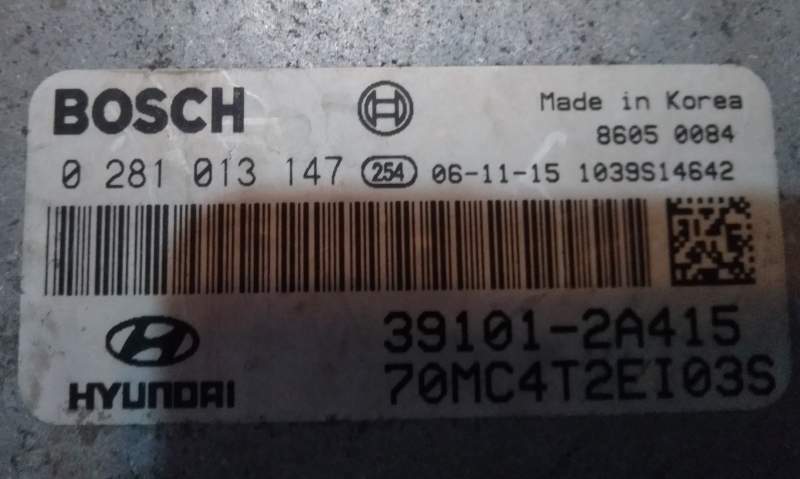 BOSCH
Made in Korea
8605 0084
0 281 013 147 254 06-11-15 1039S14642
39101-2A415
HYUNDAI 70MC4T2EI03S